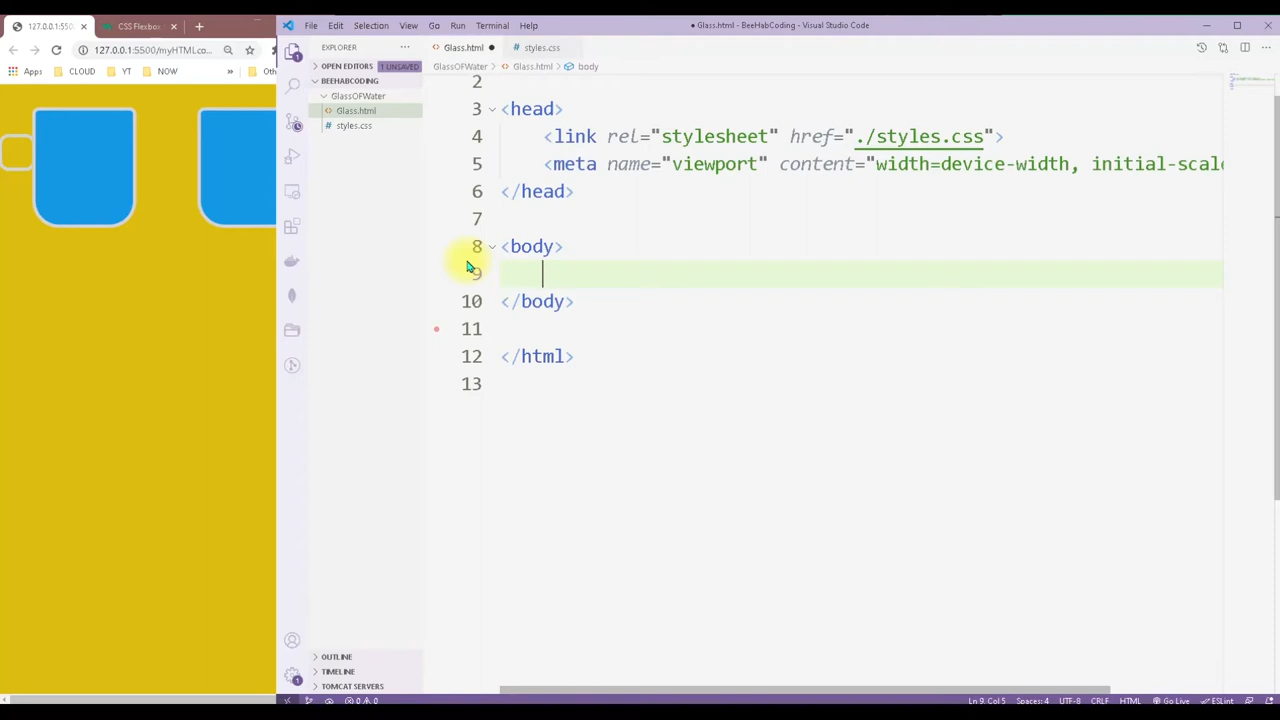 127.0.0.1:5500
CSS Flexbox
127.0.0.1:5500/myHTMLco...
Apps
CLOUD
YT
NOW
»
File Edit Selection View Go Run Terminal Help
Glass.html - BeeHabCoding - Visual Studio Code
EXPLORER
OPEN EDITORS 1 UNSAVED
BEEHABCODING
GlassOFWater
Glass.html
styles.css
OUTLINE
TIMELINE
TOMCAT SERVERS
Glass.html
styles.css
GlassOFWater > Glass.html > body
2
3 <head>
4 <link rel="stylesheet" href="./styles.css">
5 <meta name="viewport" content="width=device-width, initial-scale
6 </head>
7
8 <body>
9
10 </body>
11
12 </html>
13
0 0
Ln 9, Col 5 Spaces: 4 UTF-8 CRLF HTML Go Live ESLint